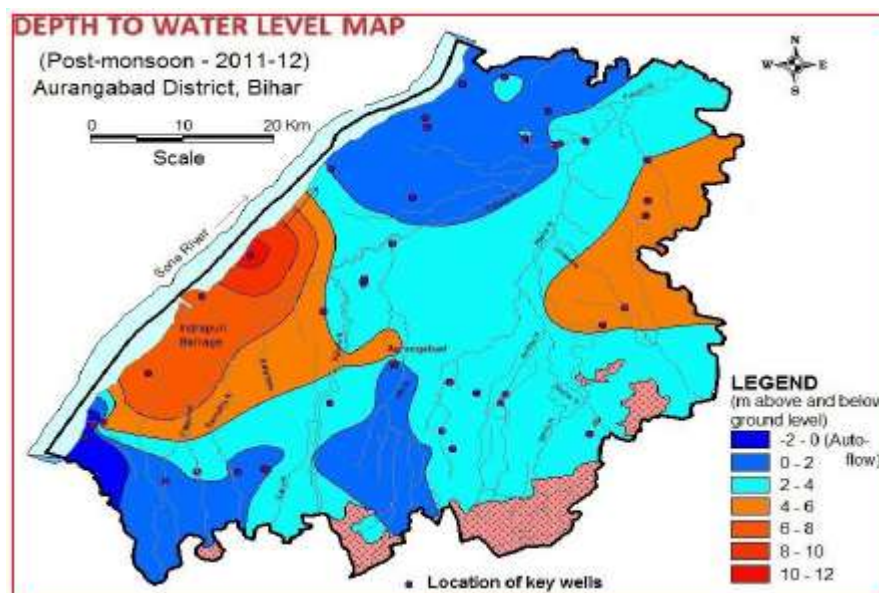 DEPTH TO WATER LEVEL MAP
(Post-monsoon - 2011-12)
Aurangabad District, Bihar
0 10 20 Km
Scale
N
W E
S
Sone River
Indrapuri
Barrage
Aurangabad
LEGEND
(m above and below
ground level)
-2 - 0 (Auto-
flow)
0 - 2
2 - 4
4 - 6
6 - 8
8 - 10
10 - 12
Location of key wells